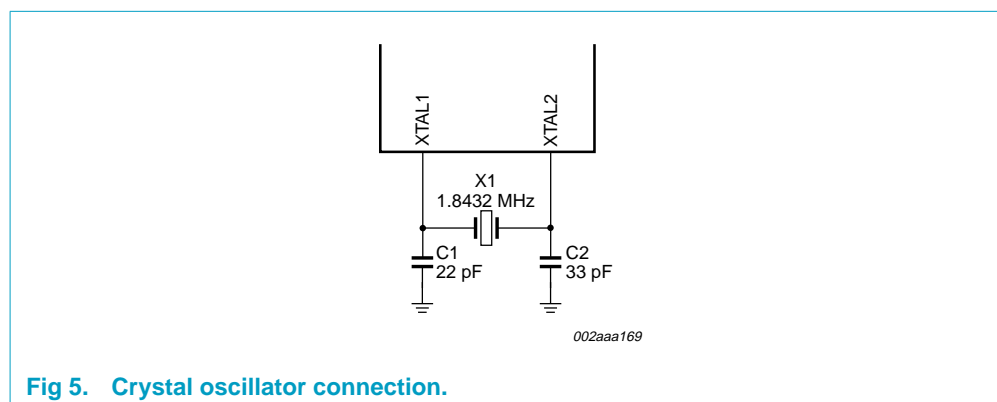 XTAL1
XTAL2
X1
1.8432 MHz
C1
22 pF
C2
33 pF
002aaa169
Fig 5. Crystal oscillator connection.